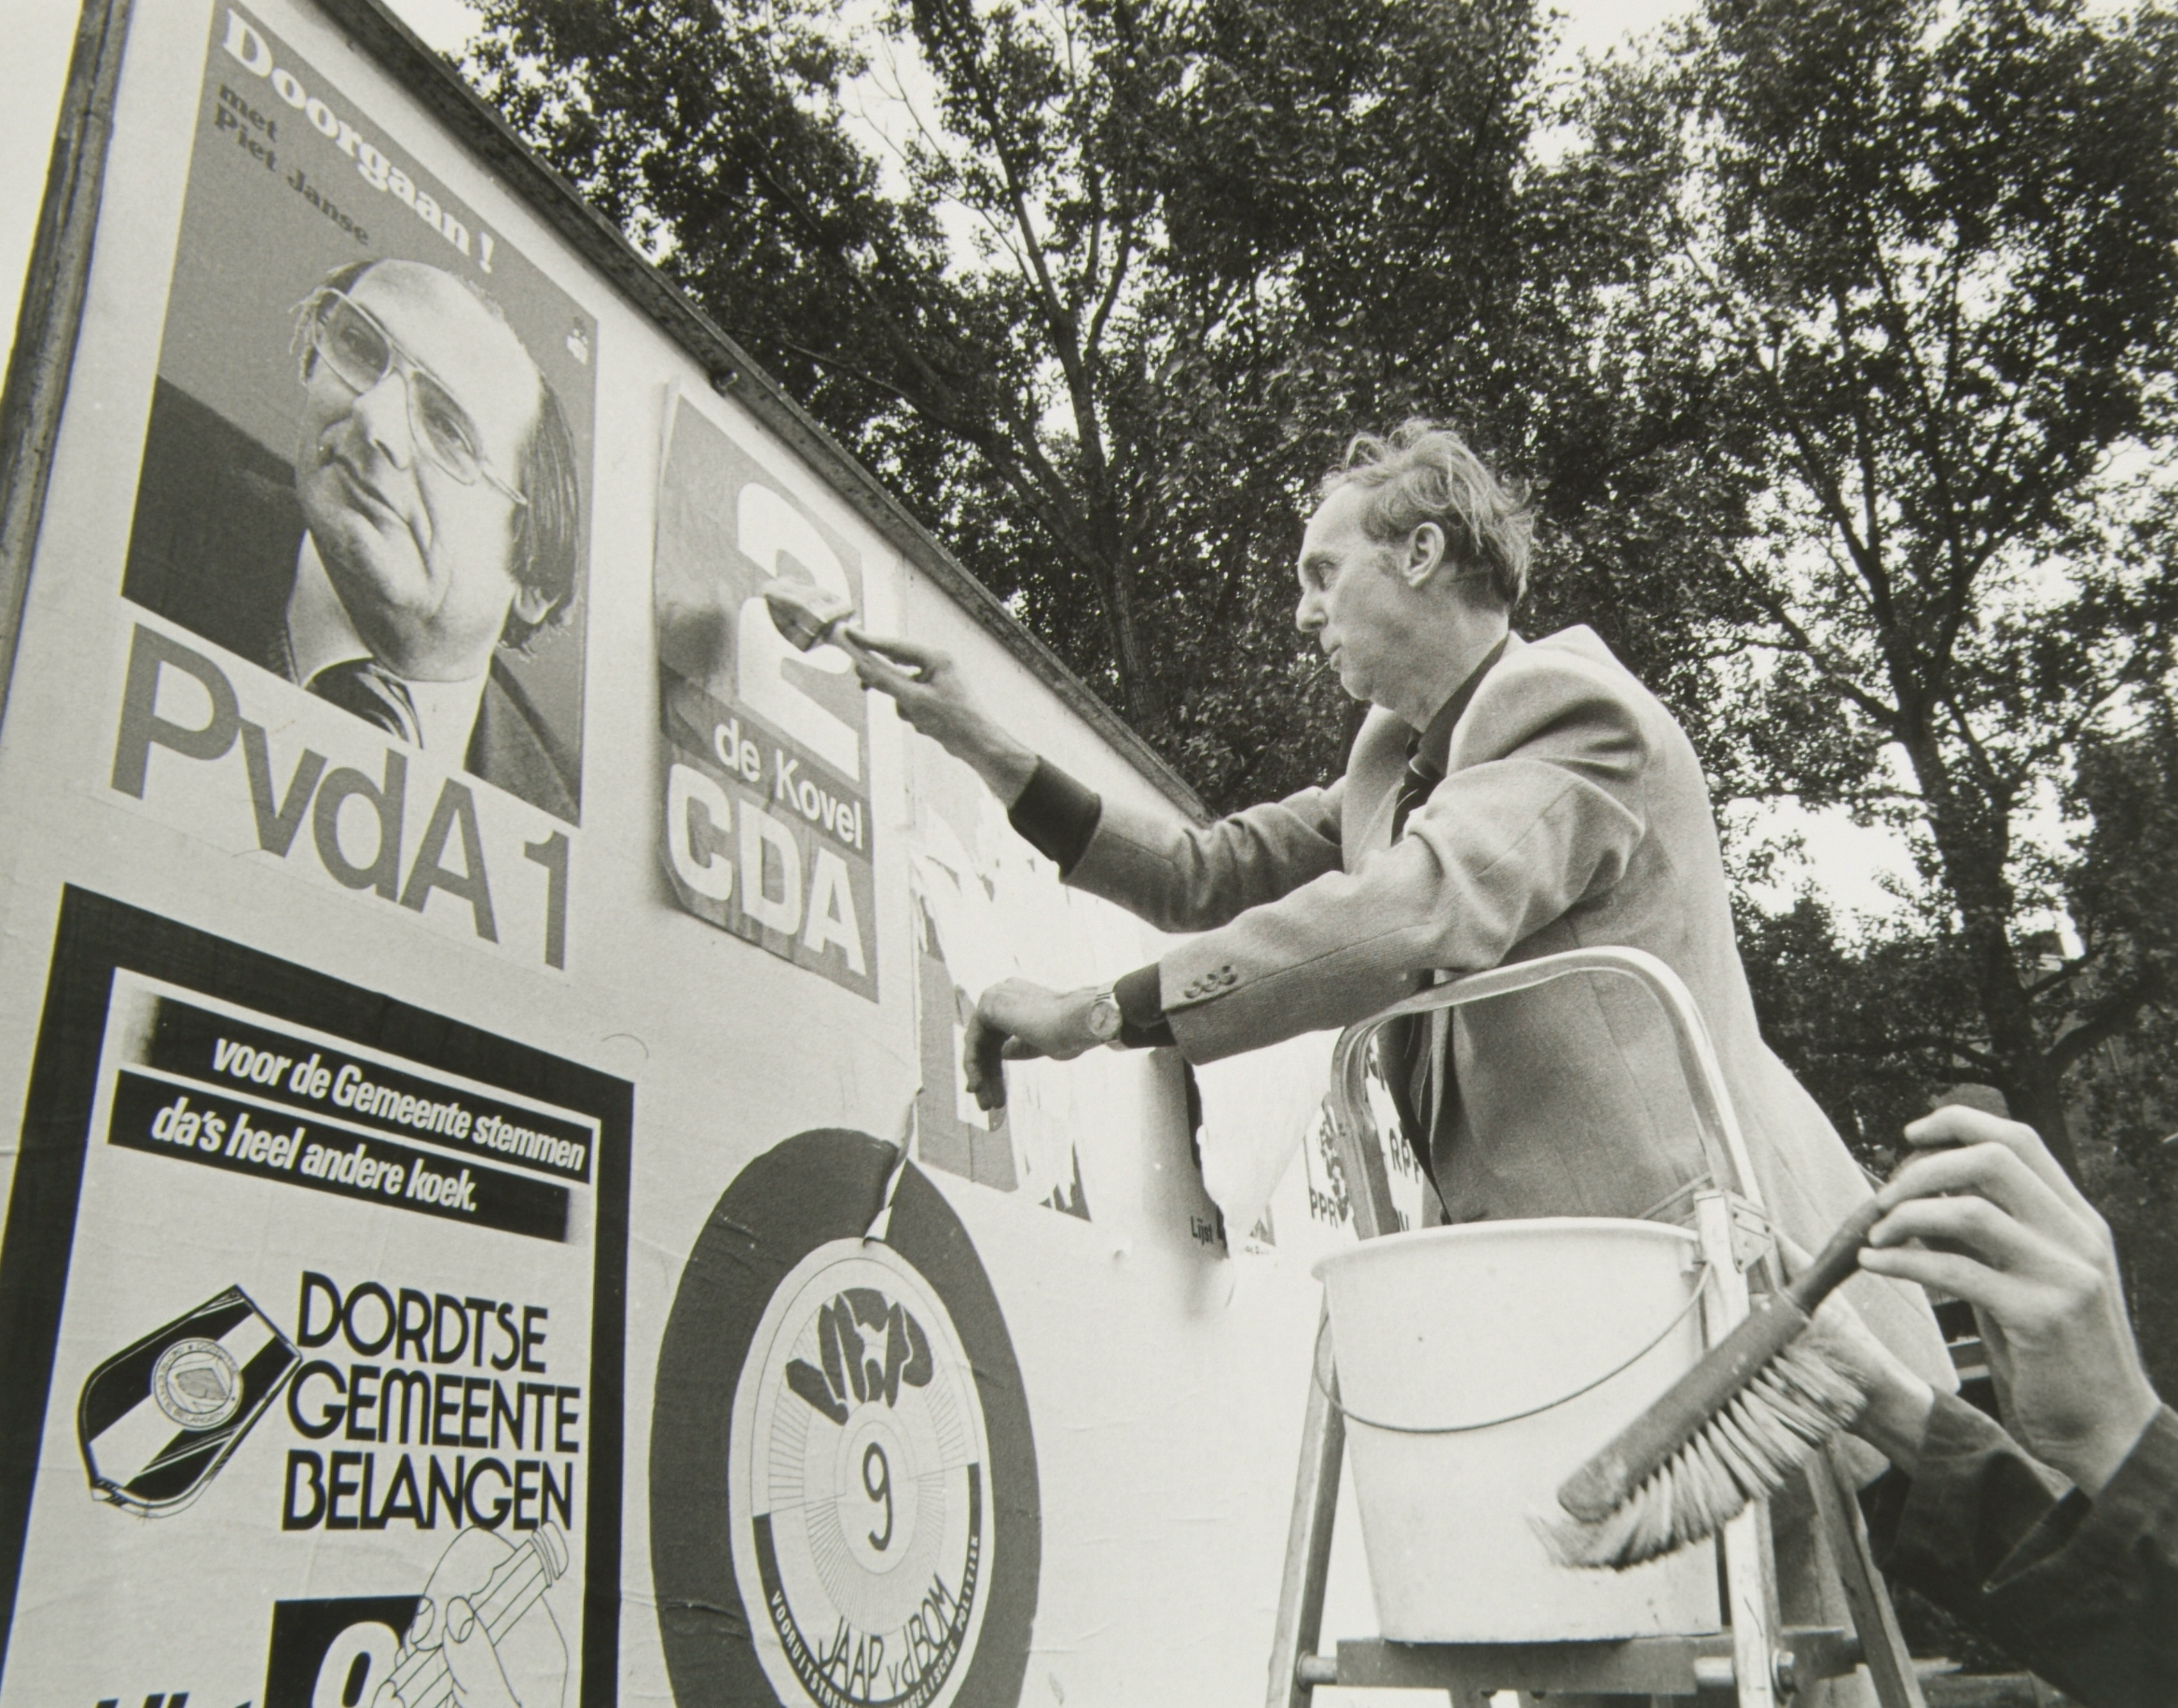 Doorgaan!
met
Piet Janse
PvdA 1
2
de Kovel
CDA
voor de Gemeente stemmen
da's heel andere koek.
DORDTSE
GEMEENTE
BELANGEN
9
JAAP vd BOM
Lijst
PPR